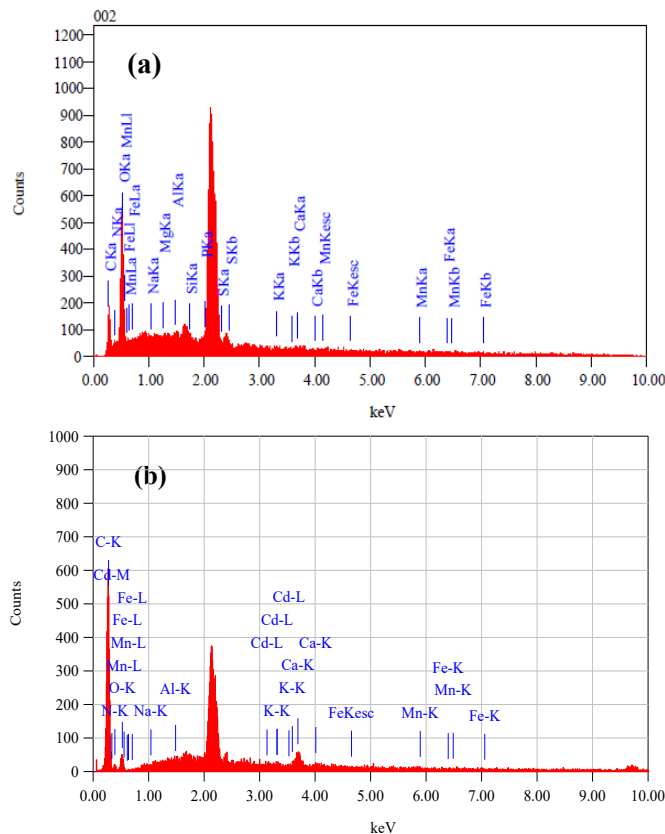 002
(a)
1200
1100
1000
900
800
700
600
500
400
300
200
100
0
Counts
CKa
NKa
OKa
MnLl
MnLa
FeLl
FeLa
NaKa
MgKa
AlKa
SiKa
PKa
SKa
SKb
KKa
KKb
CaKa
CaKb
MnKesc
FeKesc
MnKa
FeKa
MnKb
FeKb
0.00 1.00 2.00 3.00 4.00 5.00 6.00 7.00 8.00 9.00 10.00
keV
(b)
1000
900
800
700
600
500
400
300
200
100
0
Counts
C-K
Cd-M
Fe-L
Fe-L
Mn-L
Mn-L
O-K
N-K
Na-K
Al-K
Cd-L
Cd-L
Cd-L
Ca-K
Ca-K
K-K
K-K
FeKesc
Mn-K
Fe-K
Mn-K
Fe-K
0.00 1.00 2.00 3.00 4.00 5.00 6.00 7.00 8.00 9.00 10.00
keV